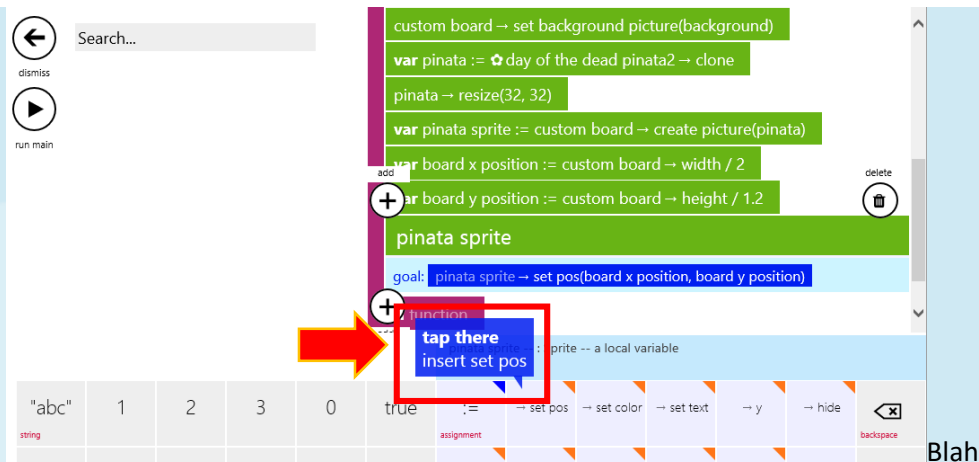 Search...
dismiss
run main
custom board → set background picture(background)
var pinata := ✿ day of the dead pinata2 → clone
pinata → resize(32, 32)
var pinata sprite := custom board → create picture(pinata)
var board x position := custom board → width / 2
add
delete
ar board y position := custom board → height / 1.2
pinata sprite
goal: pinata sprite → set pos(board x position, board y position)
function
tap there
insert set pos
sprite -- a local variable
"abc" 1 2 3 0 true := → set pos → set color → set text → y → hide
string assignment backspace
Blah